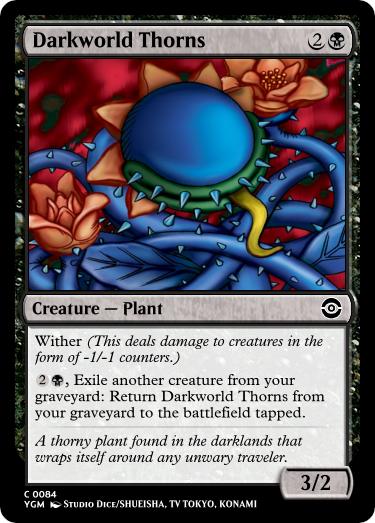 Darkworld Thorns 2
Creature — Plant
Wither (This deals damage to creatures in the
form of -1/-1 counters.)
2, Exile another creature from your
graveyard: Return Darkworld Thorns from
your graveyard to the battlefield tapped.
A thorny plant found in the darklands that
wraps itself around any unwary traveler.
3/2
C 0084
YGM Studio Dice/SHUEISHA, TV TOKYO, KONAMI